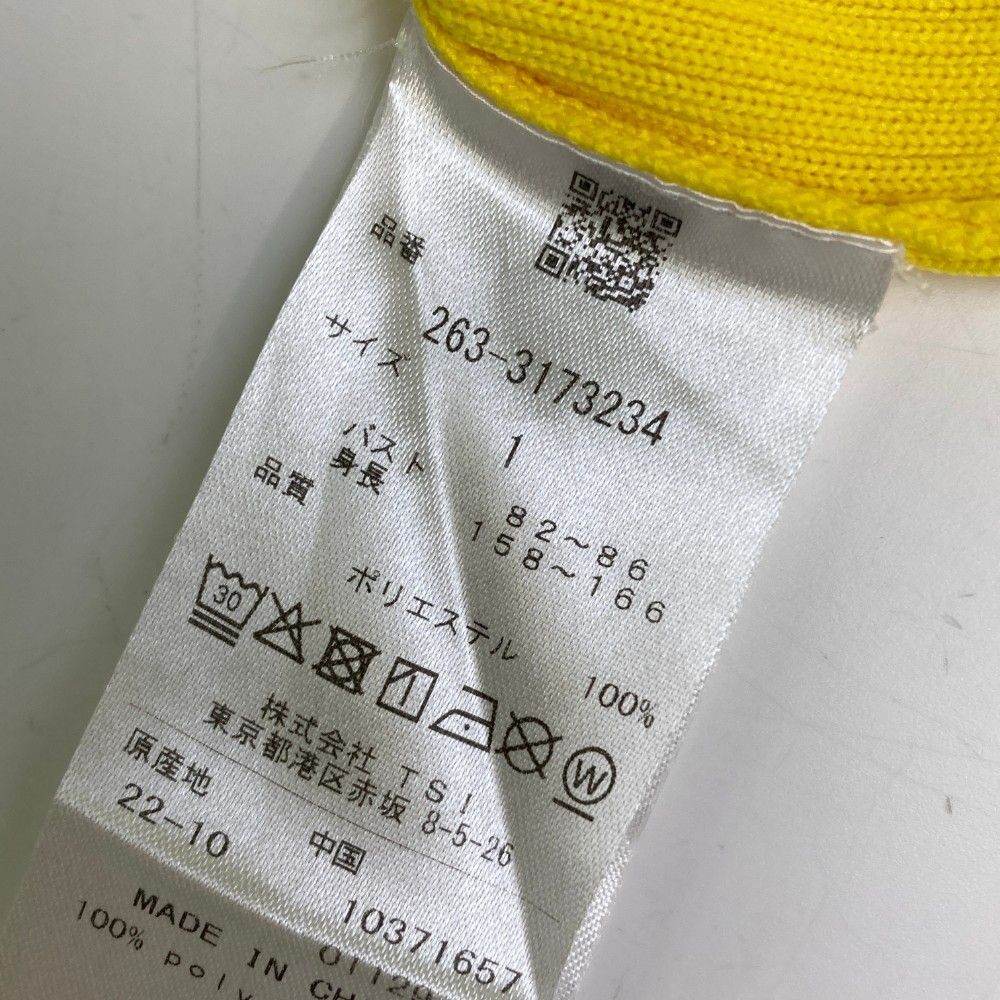 品番
263-3173234
サイズ
1
バスト 82~86
身長 158~166
品質
ポリエステル 100%
30
W
株式会社 TSI
東京都港区赤坂 8-5-26
原産地 中国
22-10 10371657
MADE IN CH
100% poly